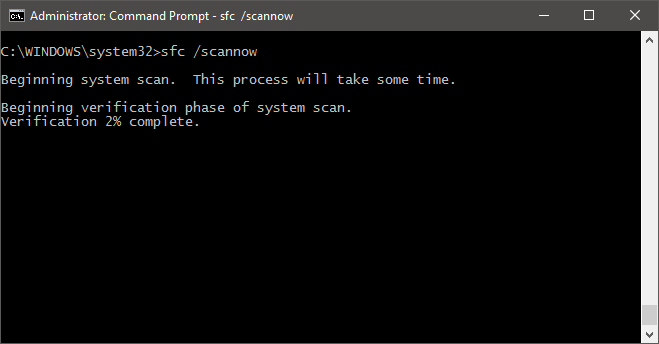 Administrator: Command Prompt - sfc  /scannow
C:\WINDOWS\system32>sfc /scannow
Beginning system scan.  This process will take some time.
Beginning verification phase of system scan.
Verification 2% complete.